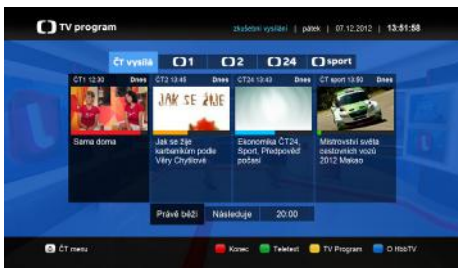 TV program
zkušební vysílání | pátek | 07.12.2012 | 13:51:58
ČT vysílá 1 2 24 sport
ČT1 12:30 Dnes ČT2 13:45 Dnes ČT24 13:43 Dnes ČT sport 13:50 Dnes
JAK SE ŽIJE
Sama doma
Jak se žije
karbaníkům podle
Věry Chytilové
Ekonomika ČT24,
Sport, Předpověď
počasí
Mistrovství světa
cestovních vozů
2012 Makao
Právě běží Následuje 20:00
ČT menu Konec Teletext TV Program O HbbTV